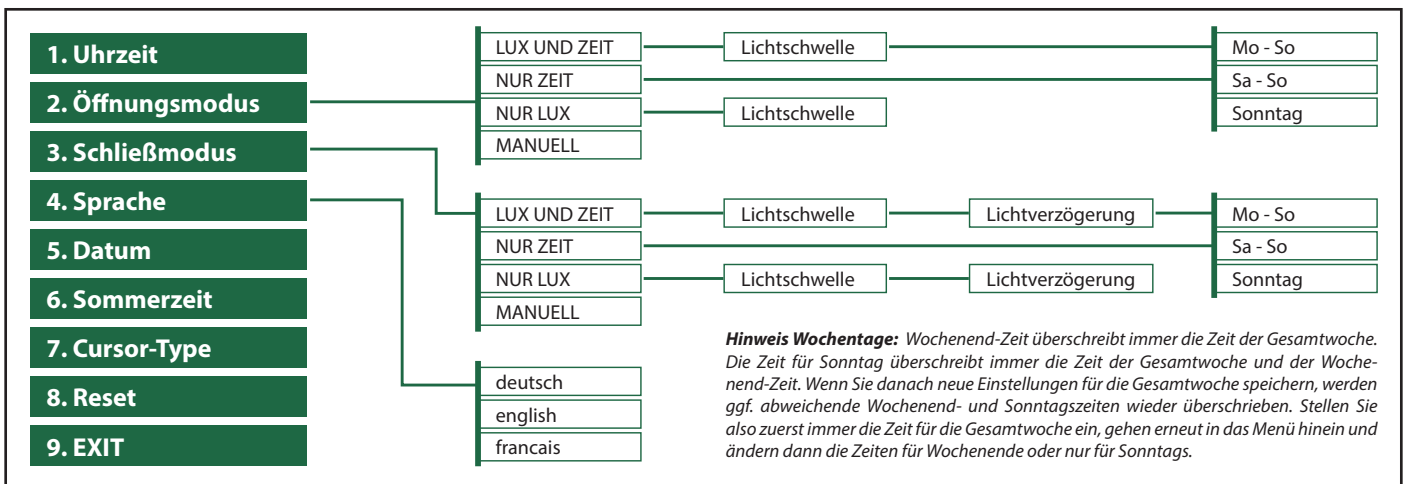 1. Uhrzeit
2. Öffnungsmodus
3. Schließmodus
4. Sprache
5. Datum
6. Sommerzeit
7. Cursor-Type
8. Reset
9. EXIT
LUX UND ZEIT Lichtschwelle Mo - So
NUR ZEIT Sa - So
NUR LUX Lichtschwelle Sonntag
MANUELL
LUX UND ZEIT Lichtschwelle Lichtverzögerung Mo - So
NUR ZEIT Sa - So
NUR LUX Lichtschwelle Lichtverzögerung Sonntag
MANUELL
deutsch
english
francais
Hinweis Wochentage: Wochenend-Zeit überschreibt immer die Zeit der Gesamtwoche.
Die Zeit für Sonntag überschreibt immer die Zeit der Gesamtwoche und der Woche-
nend-Zeit. Wenn Sie danach neue Einstellungen für die Gesamtwoche speichern, werden
ggf. abweichende Wochenend- und Sonntagszeiten wieder überschrieben. Stellen Sie
also zuerst immer die Zeit für die Gesamtwoche ein, gehen erneut in das Menü hinein und
ändern dann die Zeiten für Wochenende oder nur für Sonntags.